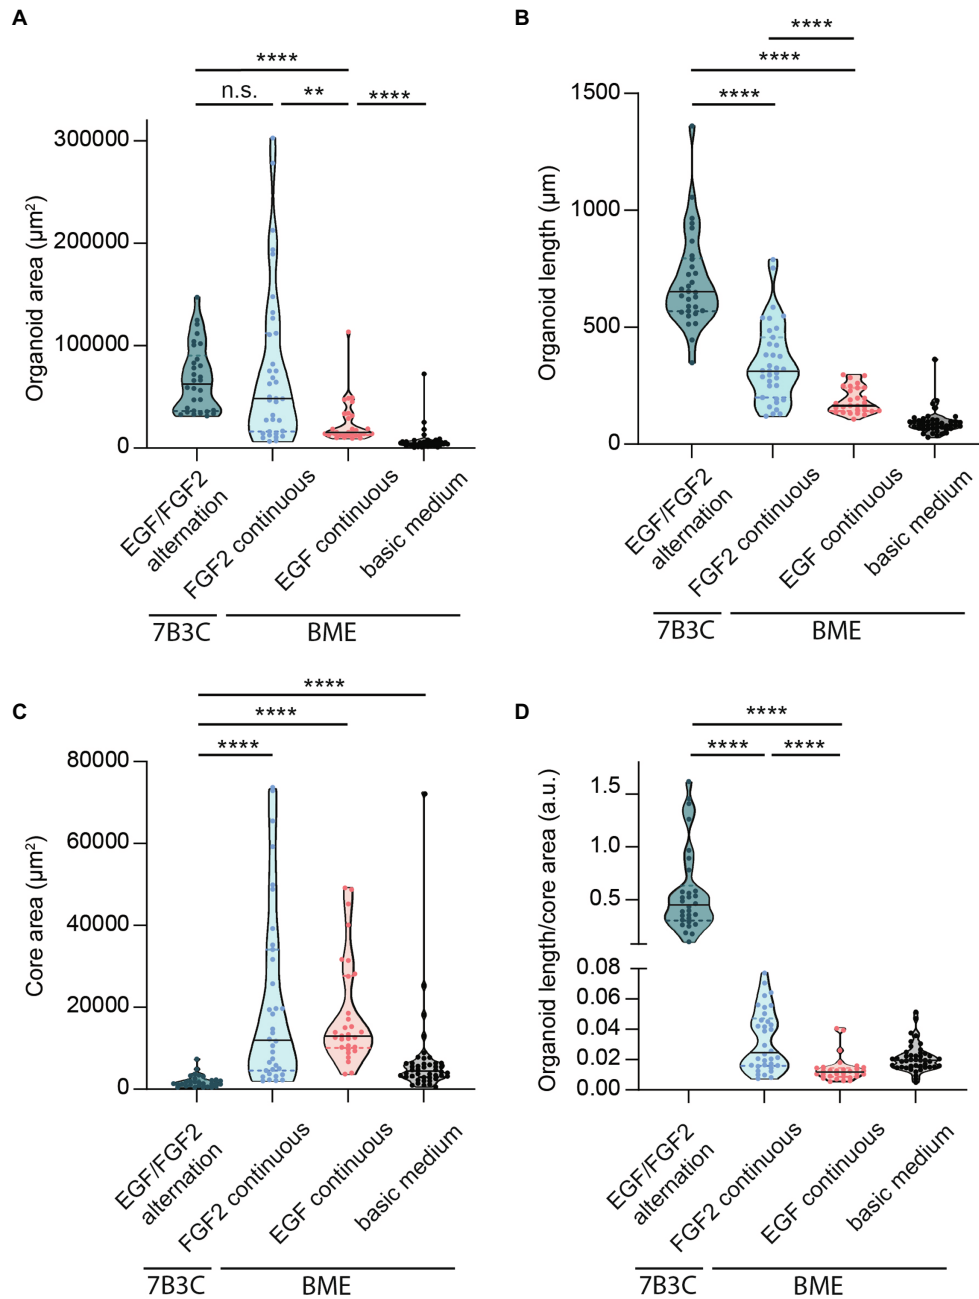 A
****
n.s.
**
****
Organoid area (µm²)
300000
200000
100000
0
EGF/FGF2
alternation
FGF2 continuous
EGF continuous
basic medium
7B3C
BME
B
****
****
****
Organoid length (µm)
1500
1000
500
0
EGF/FGF2
alternation
FGF2 continuous
EGF continuous
basic medium
7B3C
BME
C
****
****
****
Core area (µm²)
80000
60000
40000
20000
0
EGF/FGF2
alternation
FGF2 continuous
EGF continuous
basic medium
7B3C
BME
D
****
****
****
Organoid length/core area (a.u.)
1.5
1.0
0.5
0.08
0.06
0.04
0.02
0.00
EGF/FGF2
alternation
FGF2 continuous
EGF continuous
basic medium
7B3C
BME